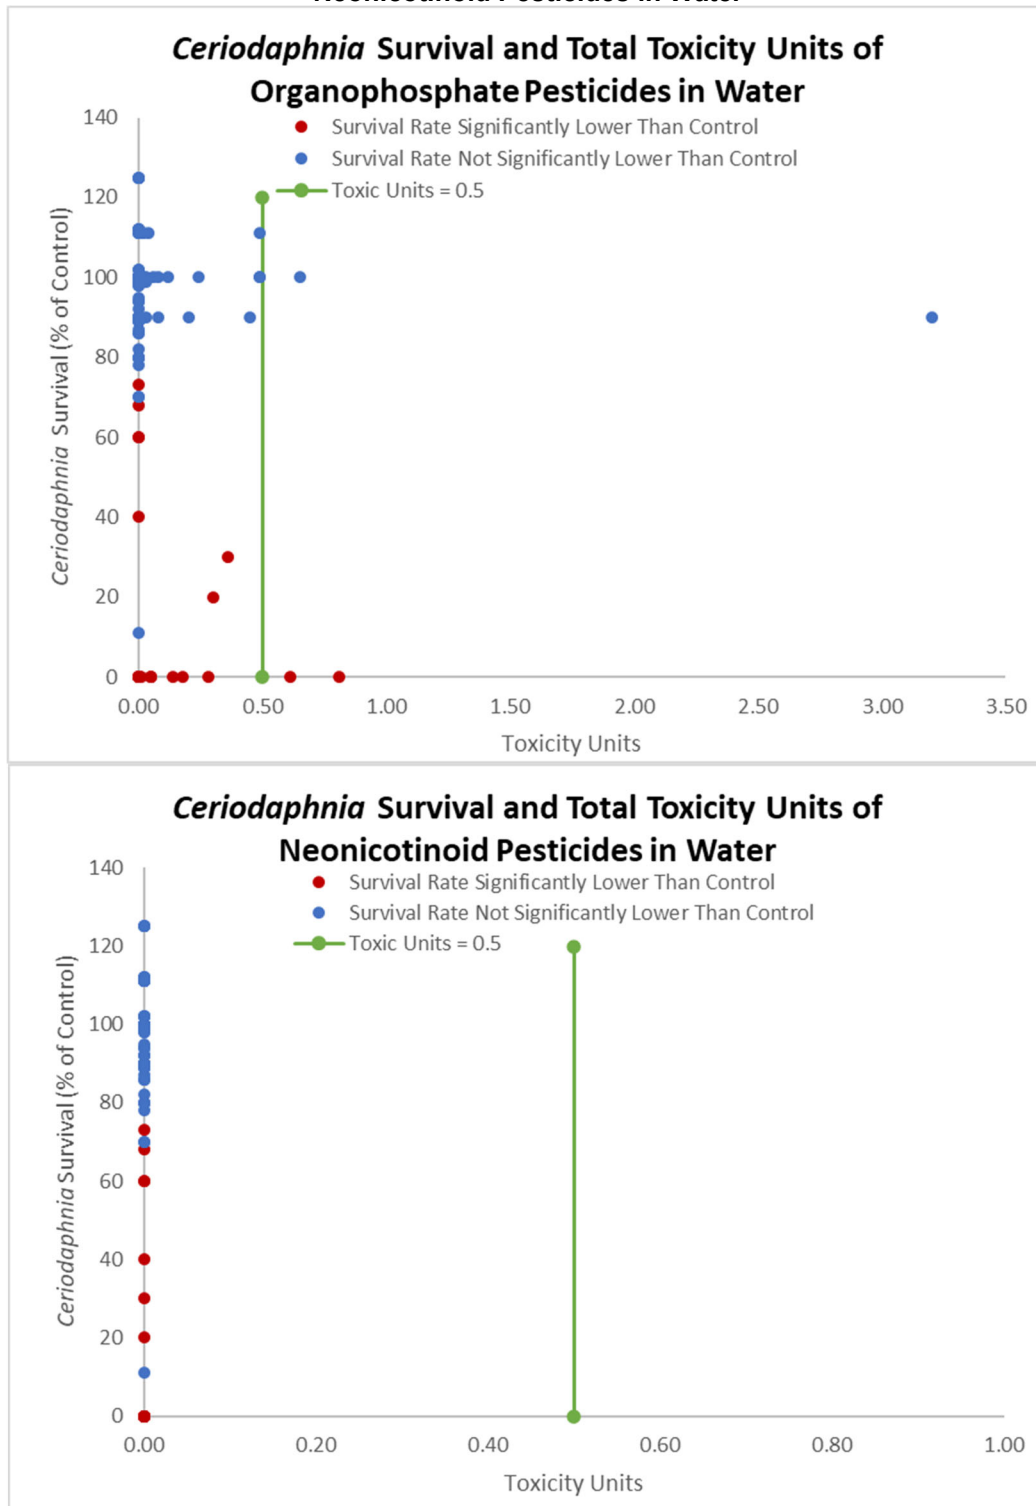 Neonicotinoid Pesticides in Water
Ceriodaphnia Survival and Total Toxicity Units of
Organophosphate Pesticides in Water
140
Survival Rate Significantly Lower Than Control
Survival Rate Not Significantly Lower Than Control
120
Toxic Units = 0.5
100
80
60
40
20
0
Ceriodaphnia Survival (% of Control)
0.00 0.50 1.00 1.50 2.00 2.50 3.00 3.50
Toxicity Units
Ceriodaphnia Survival and Total Toxicity Units of
Neonicotinoid Pesticides in Water
140
Survival Rate Significantly Lower Than Control
Survival Rate Not Significantly Lower Than Control
Toxic Units = 0.5
120
100
80
60
40
20
0
Ceriodaphnia Survival (% of Control)
0.00 0.20 0.40 0.60 0.80 1.00
Toxicity Units